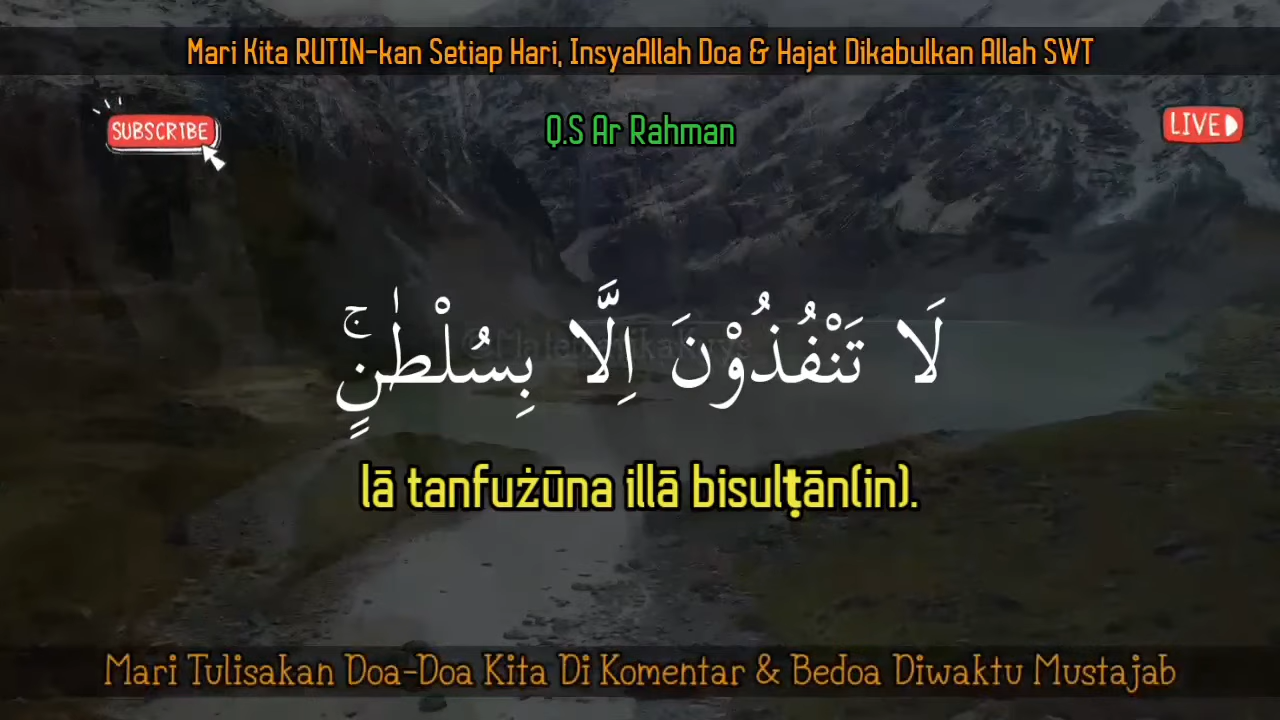 Mari Kita RUTIN-kan Setiap Hari, InsyaAllah Doa & Hajat Dikabulkan Allah SWT
SUBSCRIBE
Q.S Ar Rahman
LIVE
لَا تَنْفُذُوْنَ اِلَّا بِسُلْطٰنٍۚ
lā tanfużūna illā bisulṭān(in).
Mari Tulisakan Doa-Doa Kita Di Komentar & Bedoa Diwaktu Mustajab